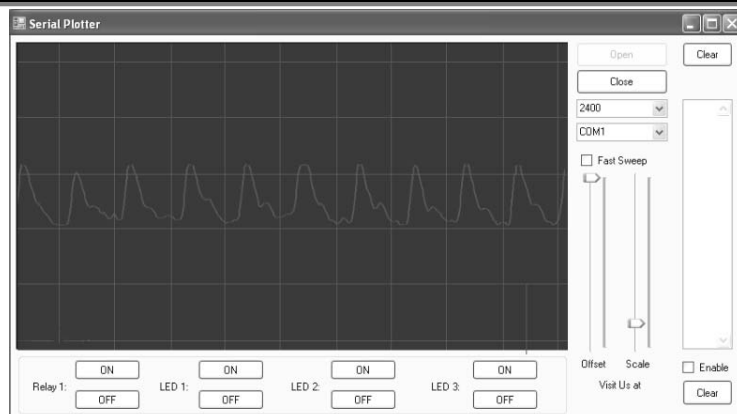 Serial Plotter
Open
Clear
Close
2400
COM1
Fast Sweep
Offset Scale
Visit Us at
Enable
Clear
ON ON ON ON
Relay 1: LED 1: LED 2: LED 3:
OFF OFF OFF OFF